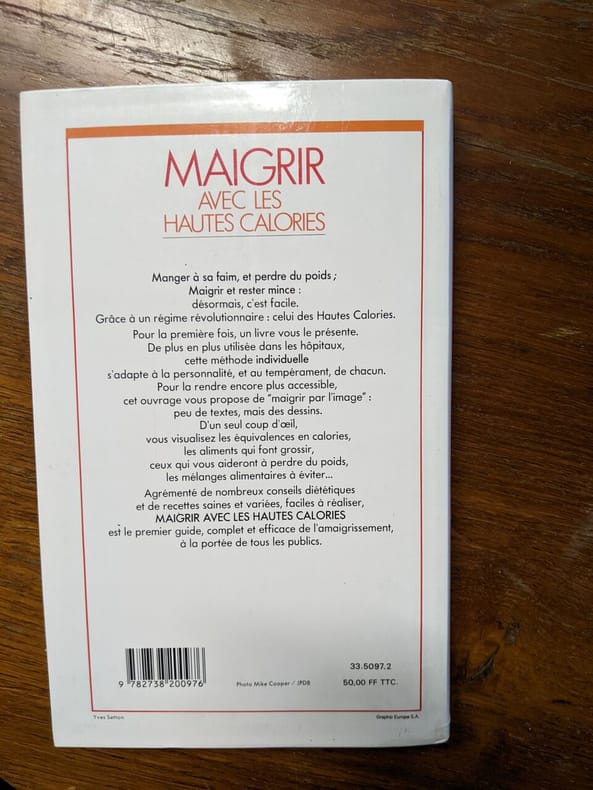 MAIGRIR
AVEC LES
HAUTES CALORIES
Manger à sa faim, et perdre du poids ;
Maigrir et rester mince :
désormais, c'est facile.
Grâce à un régime révolutionnaire : celui des Hautes Calories.
Pour la première fois, un livre vous le présente.
De plus en plus utilisée dans les hôpitaux,
cette méthode individuelle
s'adapte à la personnalité, et au tempérament, de chacun.
Pour la rendre encore plus accessible,
cet ouvrage vous propose de "maigrir par l'image" :
peu de textes, mais des dessins.
D'un seul coup d'œil,
vous visualisez les équivalences en calories,
les aliments qui font grossir,
ceux qui vous aideront à perdre du poids,
les mélanges alimentaires à éviter...
Agrémenté de nombreux conseils diététiques
et de recettes saines et variées, faciles à réaliser,
MAIGRIR AVEC LES HAUTES CALORIES
est le premier guide, complet et efficace de l'amaigrissement,
à la portée de tous les publics.
9 782738 200976
Photo Mike Cooper / JPDB
33.5097.2
50,00 FF TTC.
Yves Setton
Graphic Europe S.A.